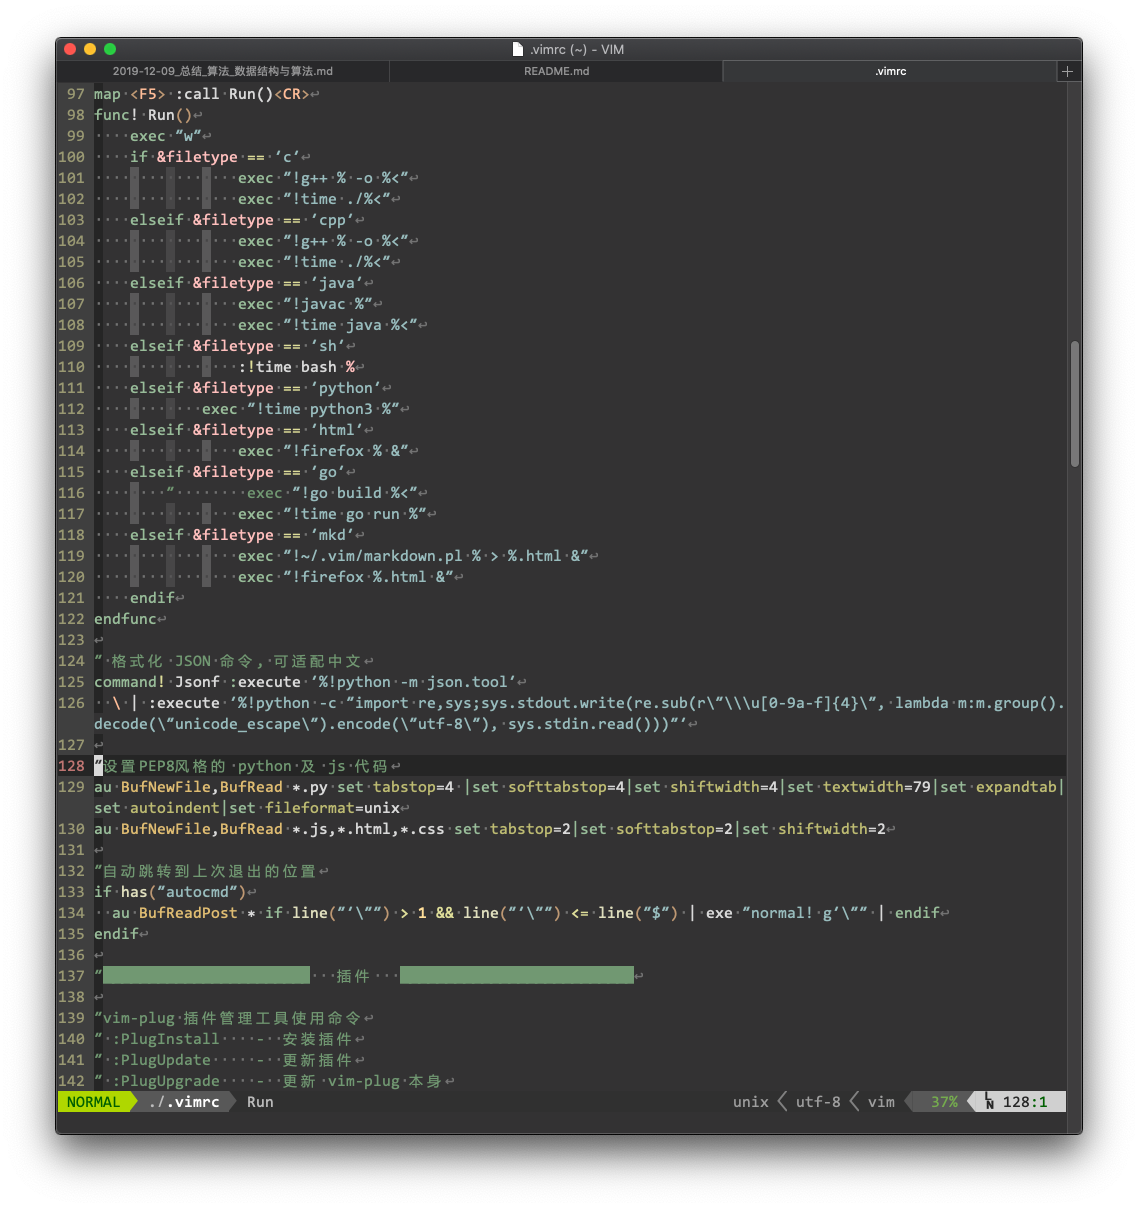 .vimrc (~) - VIM
2019-12-09_总结_算法_数据结构与算法.md README.md .vimrc +
97 map <F5> :call Run()<CR>
98 func! Run()
99 exec "w"
100 if &filetype == 'c'
101 exec "!g++ % -o %<"
102 exec "!time ./%<"
103 elseif &filetype == 'cpp'
104 exec "!g++ % -o %<"
105 exec "!time ./%<"
106 elseif &filetype == 'java'
107 exec "!javac %"
108 exec "!time java %<"
109 elseif &filetype == 'sh'
110 :!time bash %
111 elseif &filetype == 'python'
112 exec "!time python3 %"
113 elseif &filetype == 'html'
114 exec "!firefox % &"
115 elseif &filetype == 'go'
116 " exec "!go build %<"
117 exec "!time go run %"
118 elseif &filetype == 'mkd'
119 exec "!~/.vim/markdown.pl % > %.html &"
120 exec "!firefox %.html &"
121 endif
122 endfunc
123
124 " 格式化 JSON 命令, 可适配中文
125 command! Jsonf :execute '%!python -m json.tool'
126 \ | :execute '%!python -c "import re,sys;sys.stdout.write(re.sub(r\"\\\u[0-9a-f]{4}\", lambda m:m.group().
decode(\"unicode_escape\").encode(\"utf-8\"), sys.stdin.read()))"'
127
128 "设置PEP8风格的 python 及 js 代码
129 au BufNewFile,BufRead *.py set tabstop=4 |set softtabstop=4|set shiftwidth=4|set textwidth=79|set expandtab|
set autoindent|set fileformat=unix
130 au BufNewFile,BufRead *.js,*.html,*.css set tabstop=2|set softtabstop=2|set shiftwidth=2
131
132 "自动跳转到上次退出的位置
133 if has("autocmd")
134 au BufReadPost * if line("'\"") > 1 && line("'\"") <= line("$") | exe "normal! g'\"" | endif
135 endif
136
137 " 插件
138
139 "vim-plug 插件管理工具使用命令
140 " :PlugInstall - 安装插件
141 " :PlugUpdate - 更新插件
142 " :PlugUpgrade - 更新 vim-plug 本身
NORMAL ./.vimrc Run unix utf-8 vim 37% LN 128:1